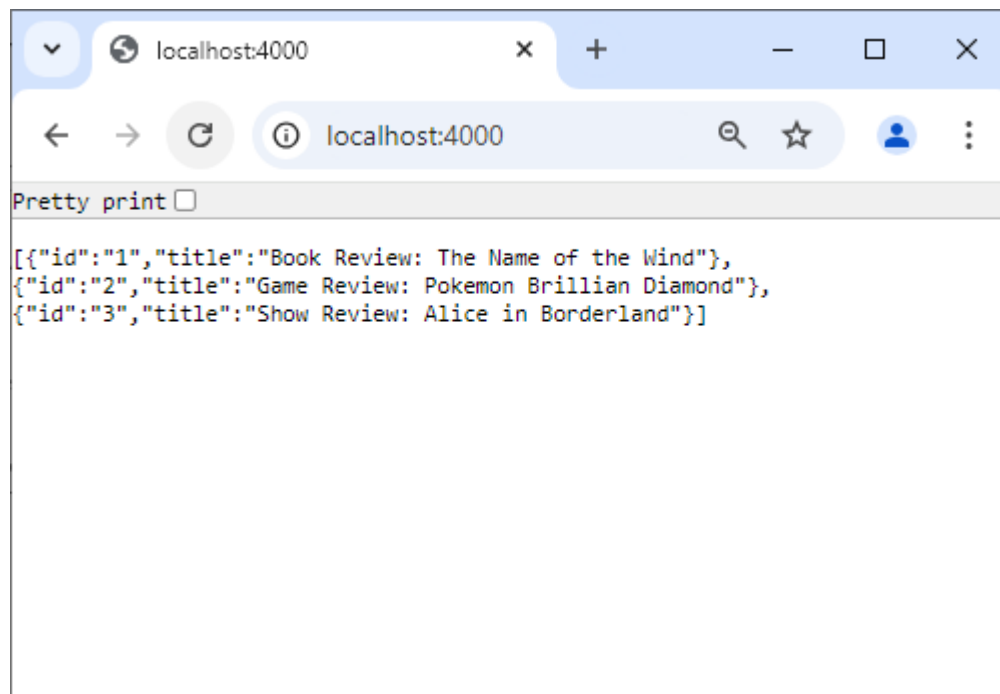 localhost:4000
localhost:4000
Pretty print
[{"id":"1","title":"Book Review: The Name of the Wind"},
{"id":"2","title":"Game Review: Pokemon Brillian Diamond"},
{"id":"3","title":"Show Review: Alice in Borderland"}]